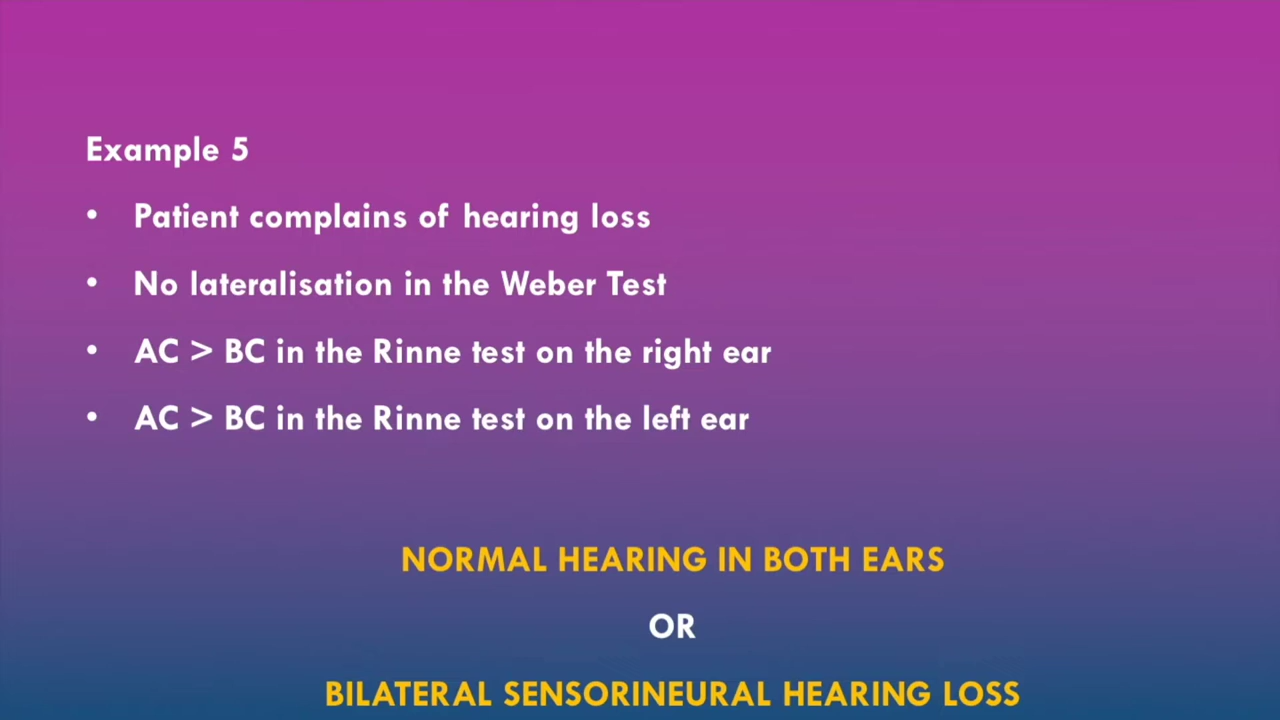 Example 5
• Patient complains of hearing loss
• No lateralisation in the Weber Test
• AC > BC in the Rinne test on the right ear
• AC > BC in the Rinne test on the left ear
NORMAL HEARING IN BOTH EARS
OR
BILATERAL SENSORINEURAL HEARING LOSS